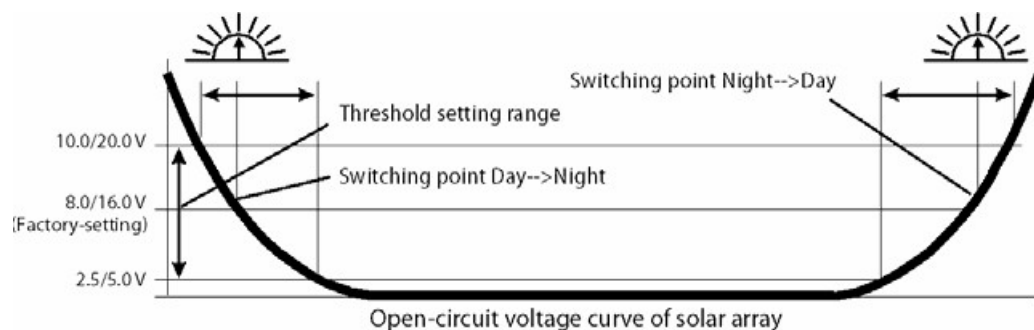 Switching point Night-->Day
Threshold setting range
10.0/20.0 V
Switching point Day-->Night
8.0/16.0 V
(Factory-setting)
2.5/5.0 V
Open-circuit voltage curve of solar array